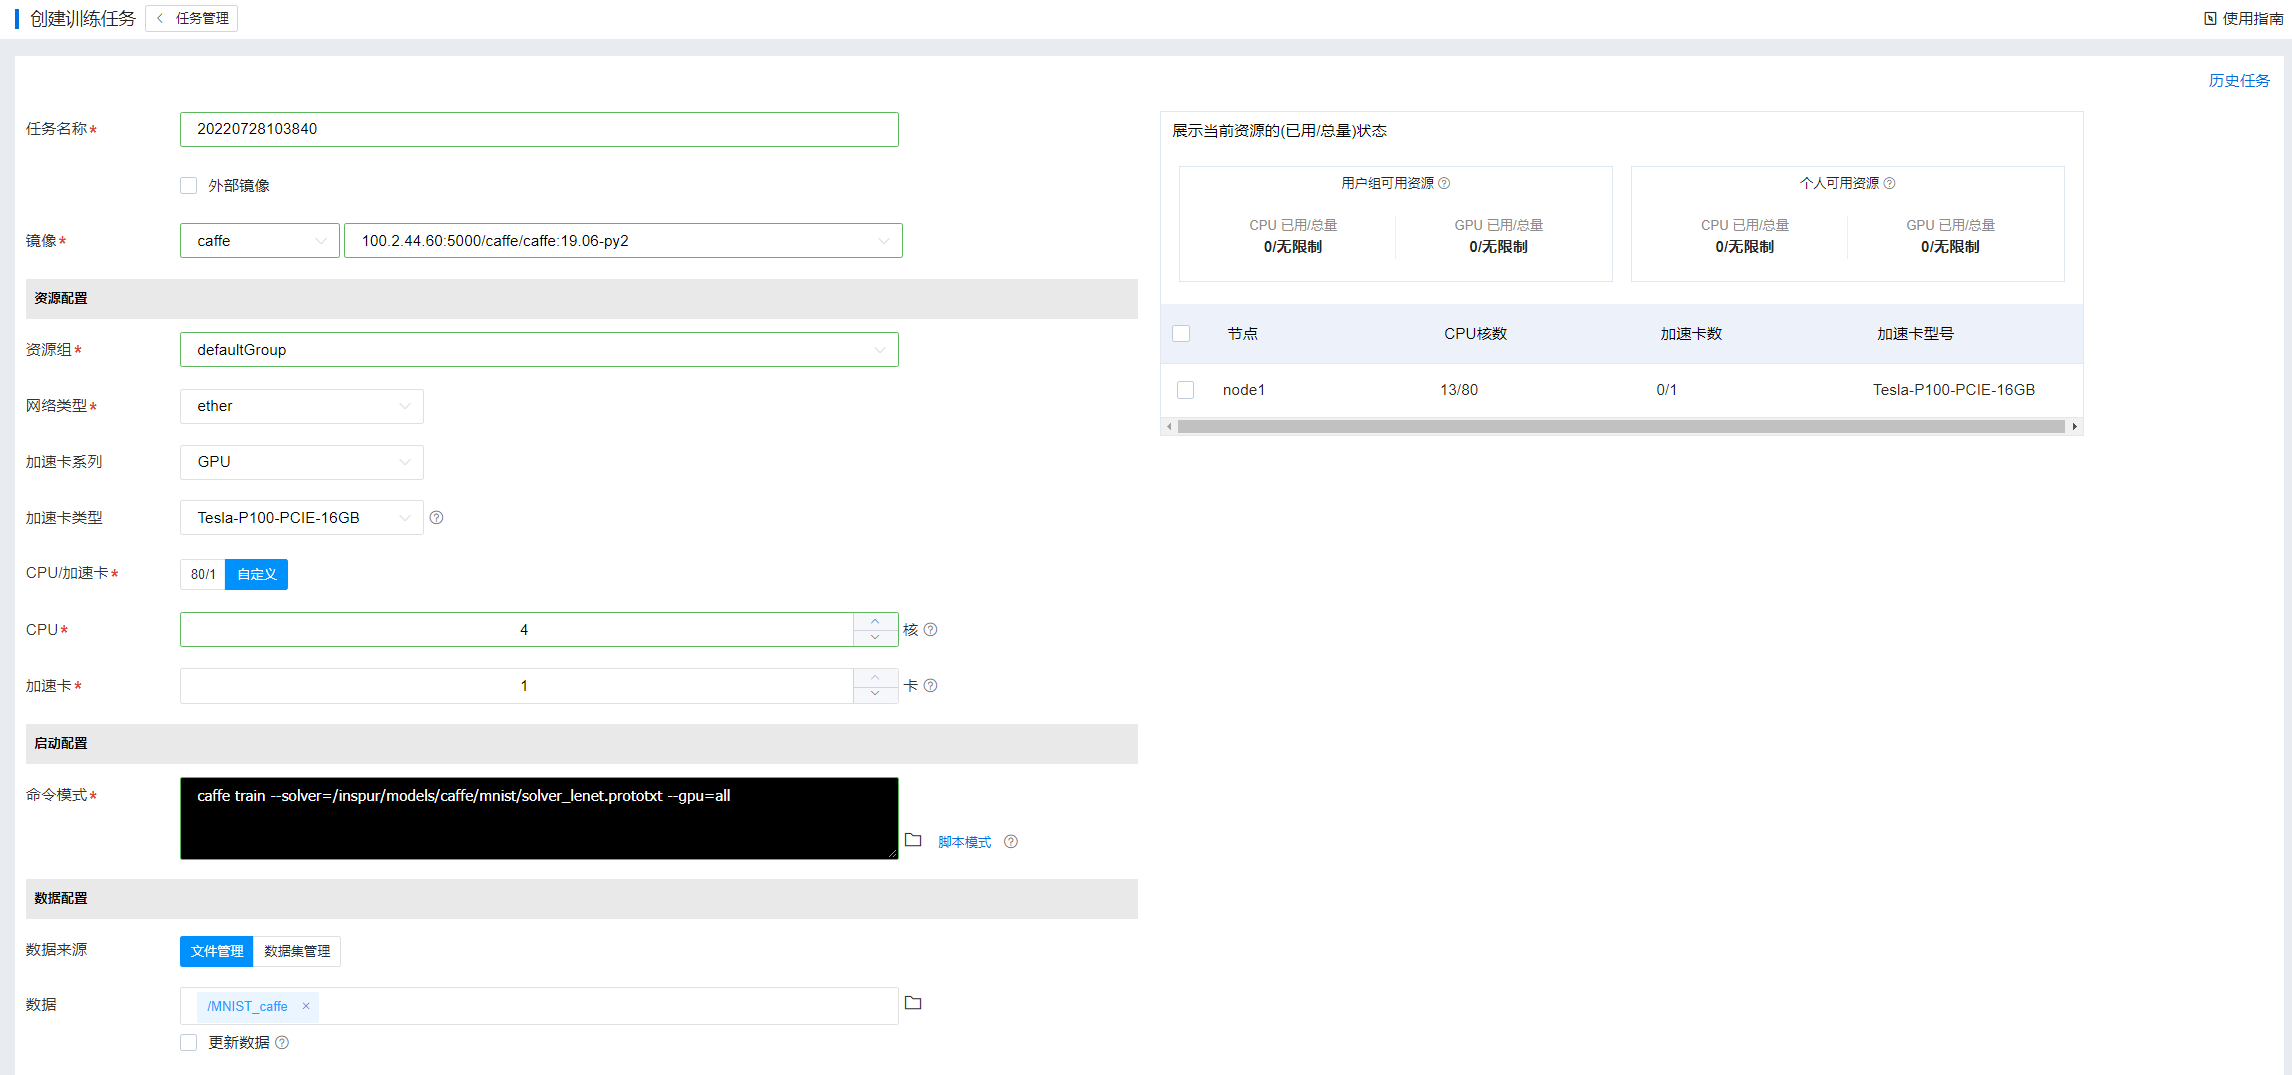 创建训练任务
任务管理
使用指南
历史任务
任务名称*
20220728103840
外部镜像
镜像*
caffe
100.2.44.60:5000/caffe/caffe:19.06-py2
资源配置
资源组*
defaultGroup
网络类型*
ether
加速卡系列
GPU
加速卡类型
Tesla-P100-PCIE-16GB
CPU/加速卡*
80/1
自定义
CPU*
4
核
加速卡*
1
卡
启动配置
命令模式*
caffe train --solver=/inspur/models/caffe/mnist/solver_lenet.prototxt --gpu=all
脚本模式
数据配置
数据来源
文件管理
数据集管理
数据
/MNIST_caffe ×
更新数据
展示当前资源的(已用/总量)状态
用户组可用资源
CPU 已用/总量
0/无限制
GPU 已用/总量
0/无限制
个人可用资源
CPU 已用/总量
0/无限制
GPU 已用/总量
0/无限制
节点 CPU核数 加速卡数 加速卡型号
node1 13/80 0/1 Tesla-P100-PCIE-16GB